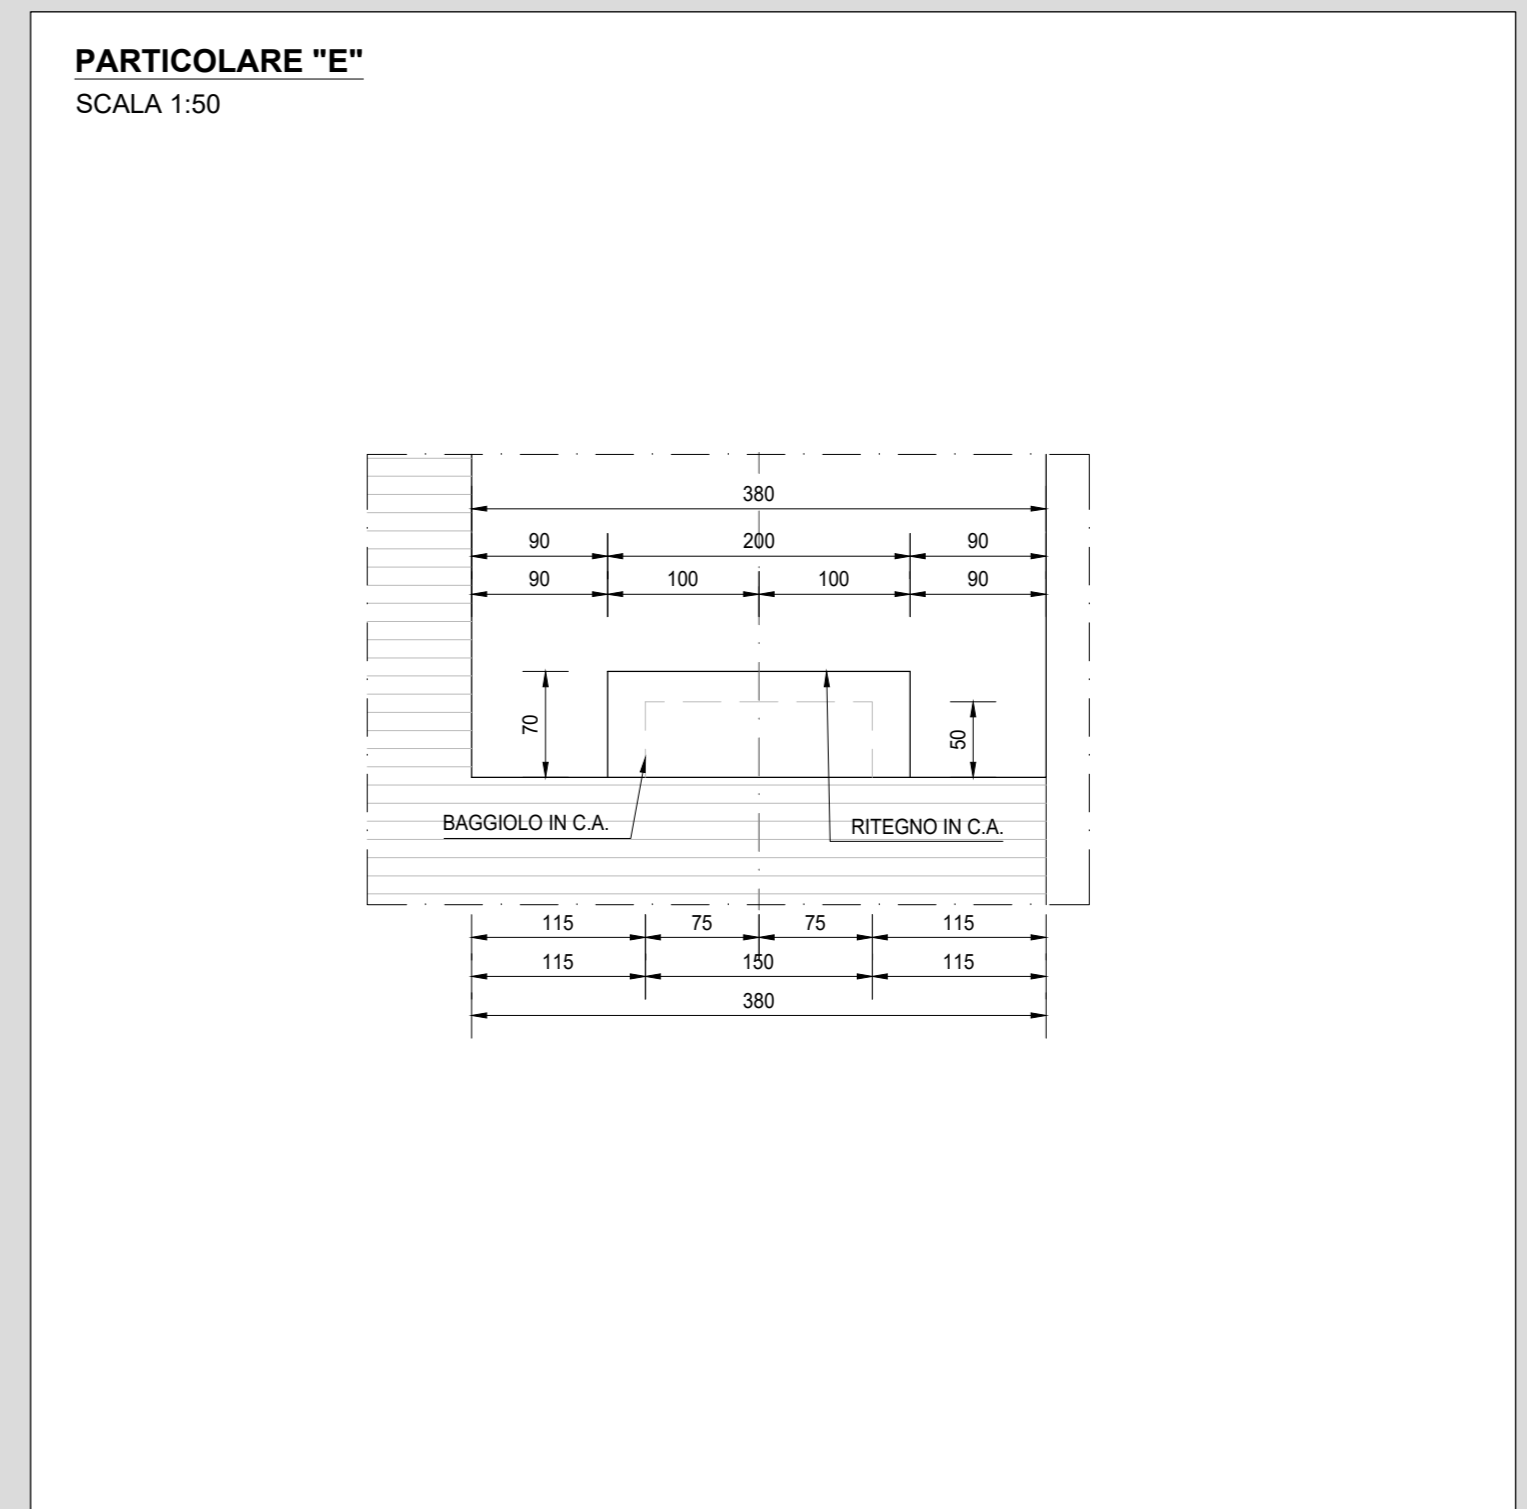 PARTICOLARE "E"
SCALA 1:50
380
90 200 90
90 100 100 90
70
50
BAGGIOLO IN C.A.
RITEGNO IN C.A.
115 75 75 115
115 150 115
380